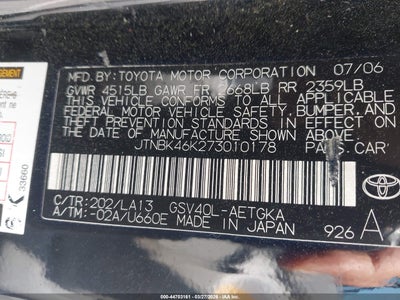 MFD. BY: TOYOTA MOTOR CORPORATION 07/06
GVWR 4515LB GAWR FR 2668LB RR 2359LB
THIS VEHICLE CONFORMS TO ALL APPLICABLE
FEDERAL MOTOR VEHICLE SAFETY, BUMPER, AND
THEFT PREVENTION STANDARDS IN EFFECT ON
THE DATE OF MANUFACTURE SHOWN ABOVE.
JTNBK46K273010178 PASS. CAR
C/TR: 202/LA13 GSV40L-AETGKA
A/TM: -02A/U660E MADE IN JAPAN
TOYOTA
926 A
33660